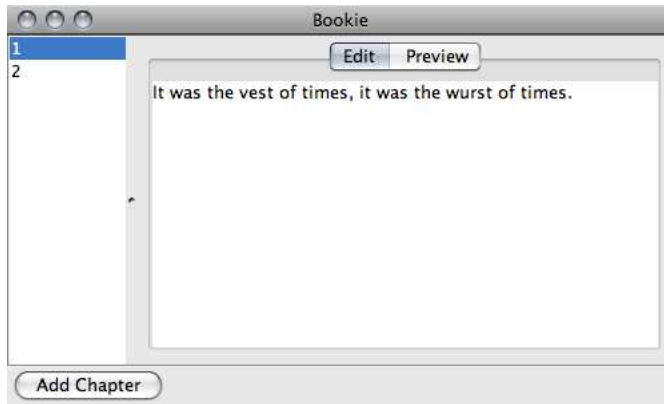 Bookie
1
2
Edit Preview
It was the vest of times, it was the wurst of times.
Add Chapter